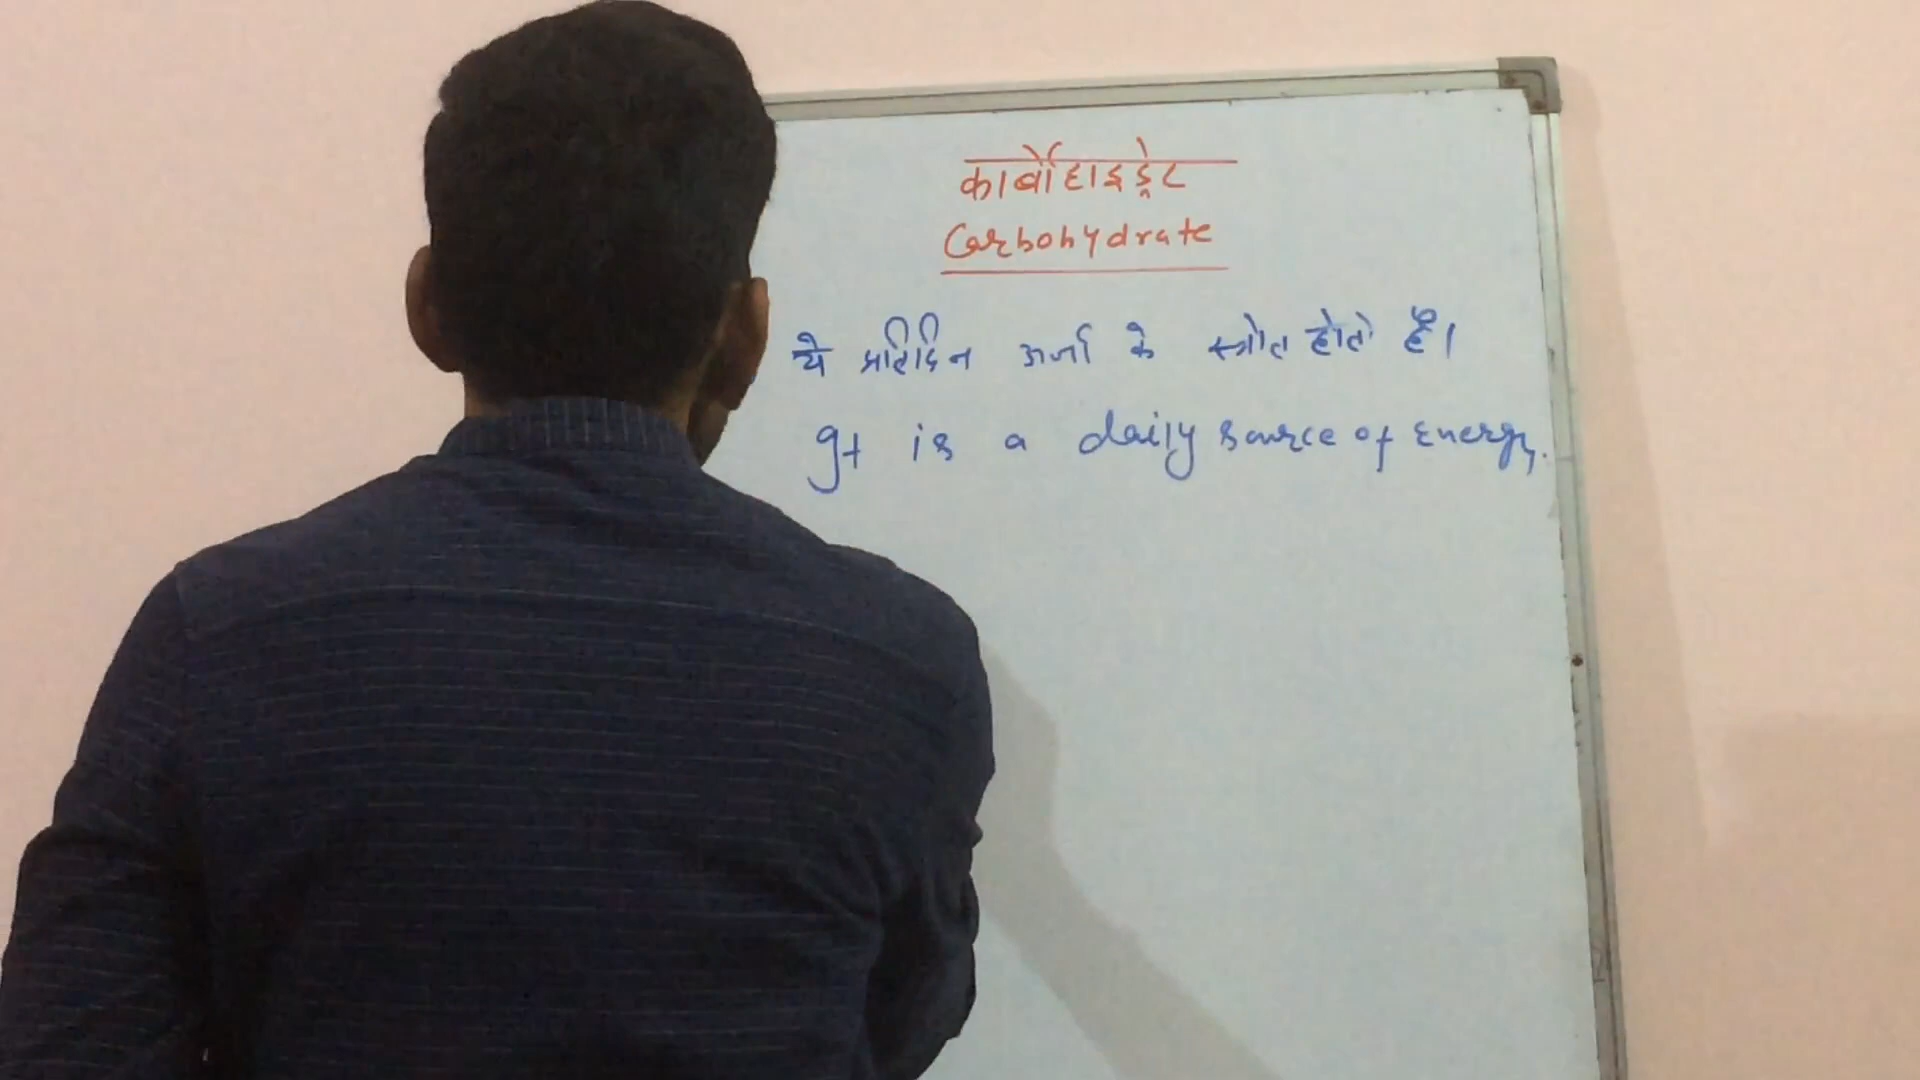 कार्बोहाइड्रेट
Carbohydrate
ये प्रतिदिन ऊर्जा के स्त्रोत होते है।
It is a daily source of Energy.